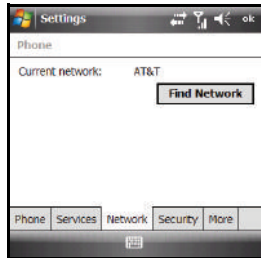 Settings ok
Phone
Current network: AT&T
Find Network
Phone Services Network Security More